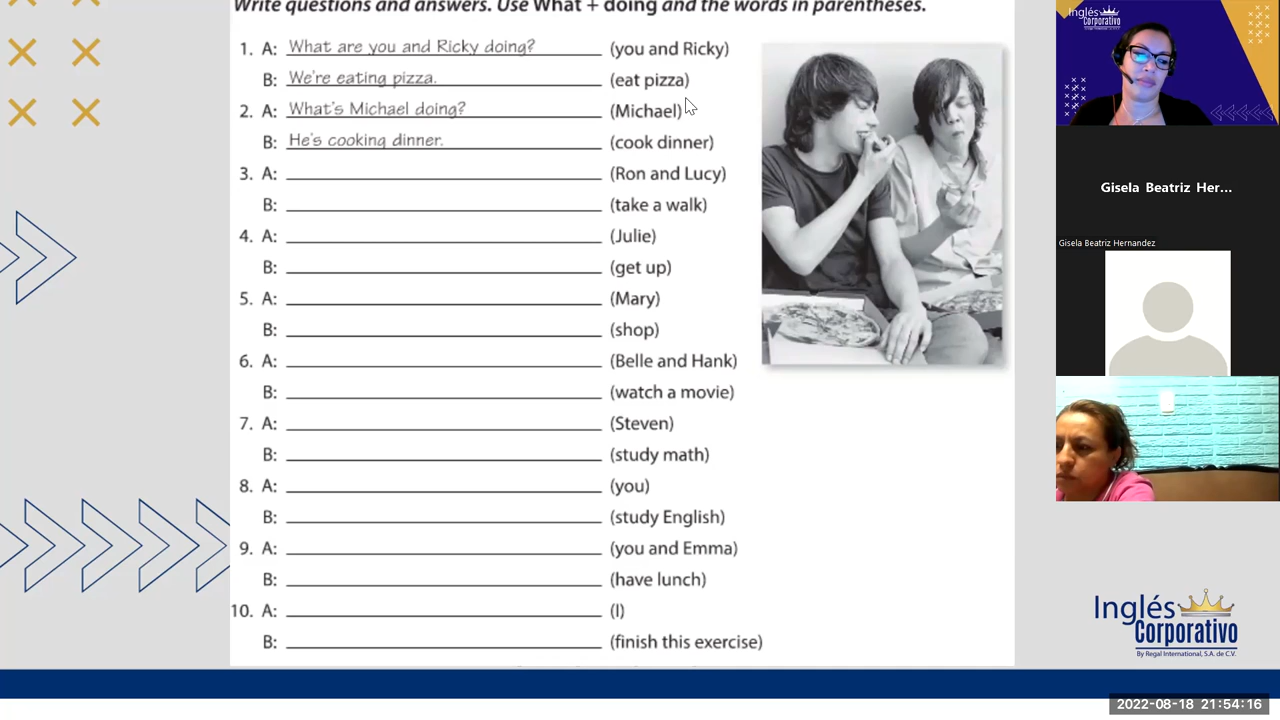 Write questions and answers. Use What + doing and the words in parentheses.
1. A: What are you and Ricky doing? (you and Ricky)
B: We're eating pizza. (eat pizza)
2. A: What's Michael doing? (Michael)
B: He's cooking dinner. (cook dinner)
3. A: (Ron and Lucy)
B: (take a walk)
4. A: (Julie)
B: (get up)
5. A: (Mary)
B: (shop)
6. A: (Belle and Hank)
B: (watch a movie)
7. A: (Steven)
B: (study math)
8. A: (you)
B: (study English)
9. A: (you and Emma)
B: (have lunch)
10. A: (I)
B: (finish this exercise)
Inglés
Corporativo
Gisela Beatriz Her...
Gisela Beatriz Hernandez
Inglés
Corporativo
By Regal International, S.A. de C.V.
2022-08-18 21:54:16